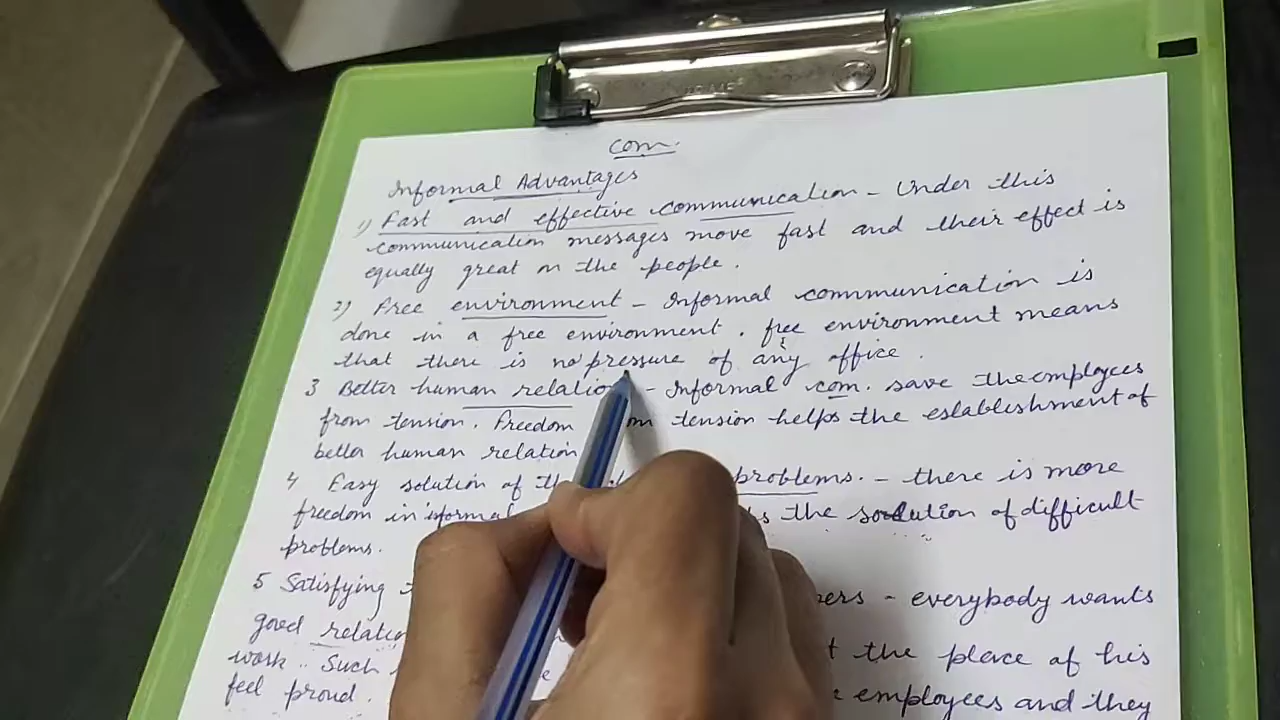 com.
Informal Advantages
1) Fast and effective communication - Under this
communication messages move fast and their effect is
equally great on the people.
2) Free environment - Informal communication is
done in a free environment. free environment means
that there is no pressure of any office.
3 Better human relation - Informal com. save the employees
from tension. Freedom om tension helps the establishment of
better human relation
4 Easy solution of the problems. - there is more
freedom in informal s the solution of difficult
problems.
5 Satisfying pers - everybody wants
good relatio
work.. Such t the place of his
feel proud. employees and they